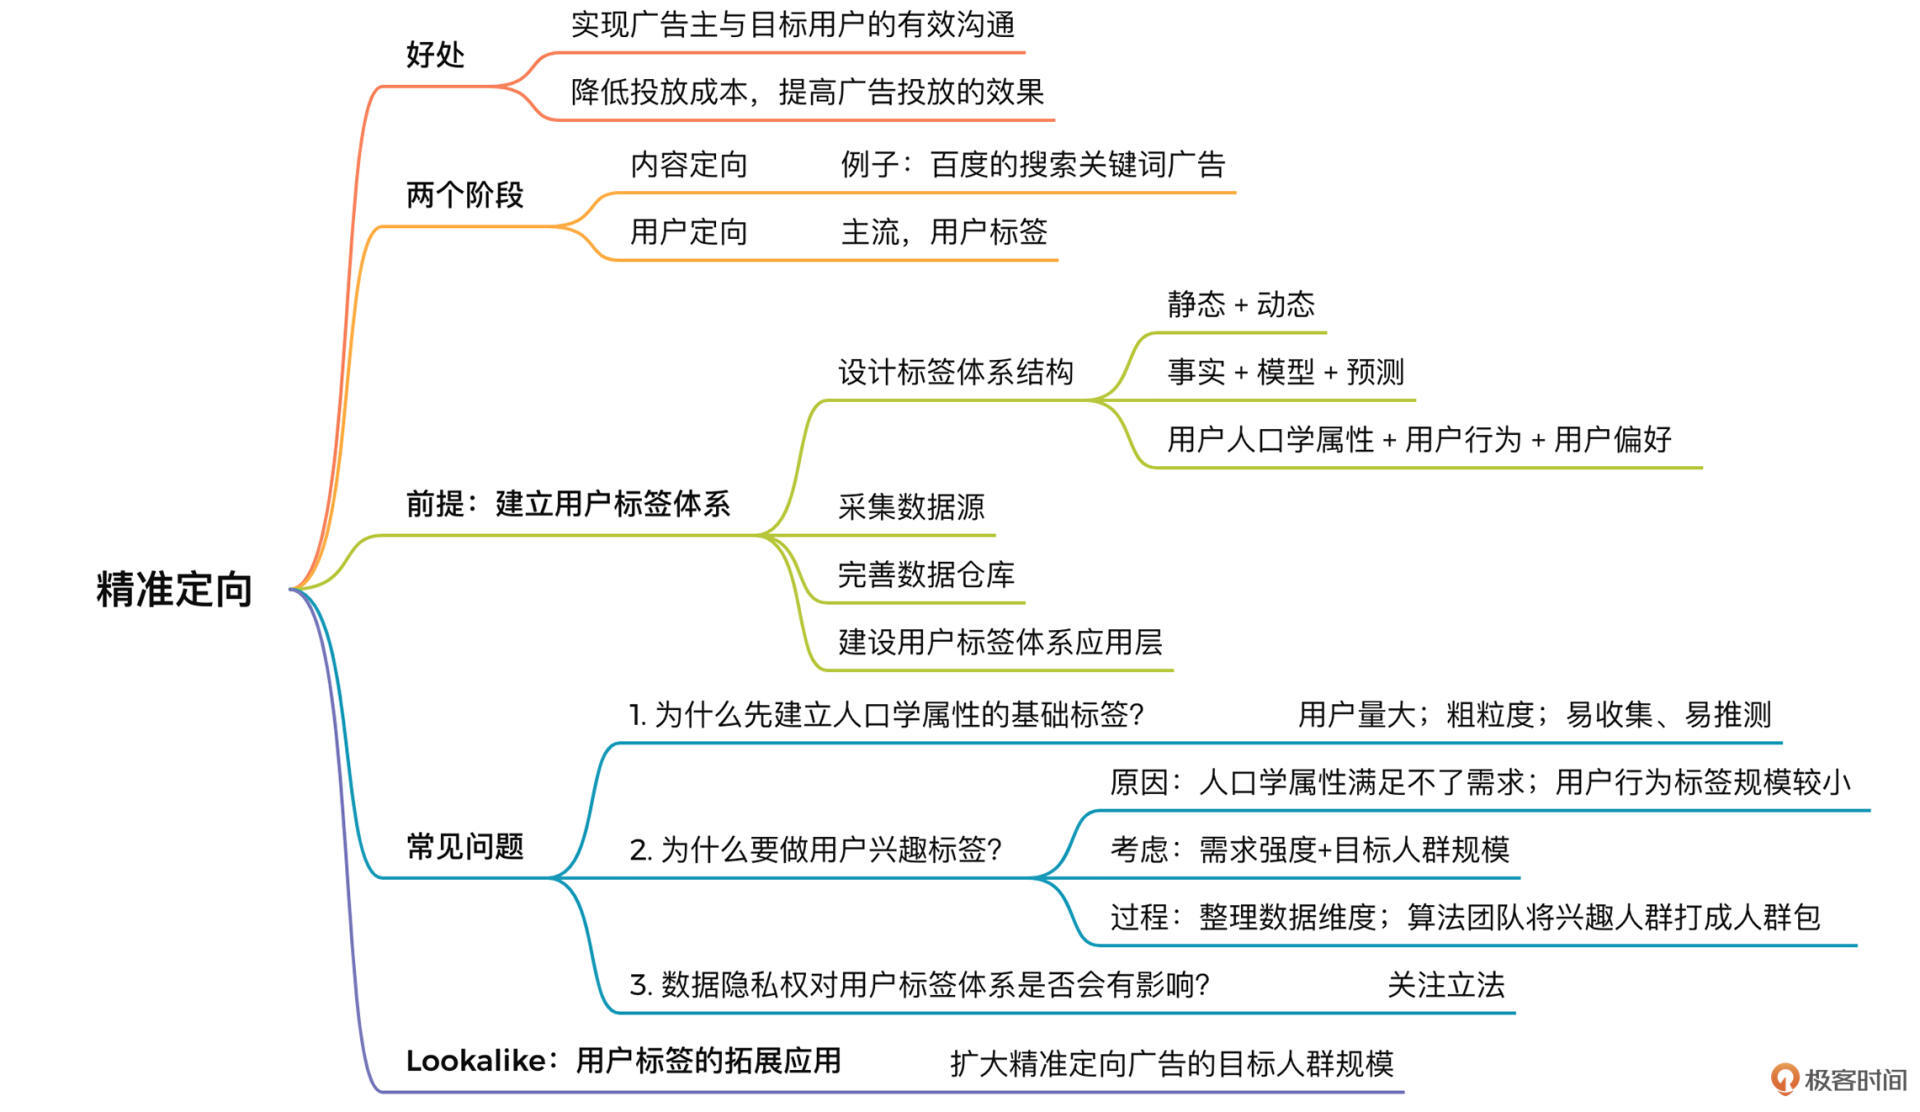 精准定向
好处
实现广告主与目标用户的有效沟通
降低投放成本，提高广告投放的效果
两个阶段
内容定向 例子：百度的搜索关键词广告
用户定向 主流，用户标签
前提：建立用户标签体系
设计标签体系结构
静态 + 动态
事实 + 模型 + 预测
用户人口学属性 + 用户行为 + 用户偏好
采集数据源
完善数据仓库
建设用户标签体系应用层
常见问题
1. 为什么先建立人口学属性的基础标签？ 用户量大；粗粒度；易收集、易推测
2. 为什么要做用户兴趣标签？
原因：人口学属性满足不了需求；用户行为标签规模较小
考虑：需求强度+目标人群规模
过程：整理数据维度；算法团队将兴趣人群打成人群包
3. 数据隐私权对用户标签体系是否会有影响？ 关注立法
Lookalike：用户标签的拓展应用 扩大精准定向广告的目标人群规模
极客时间